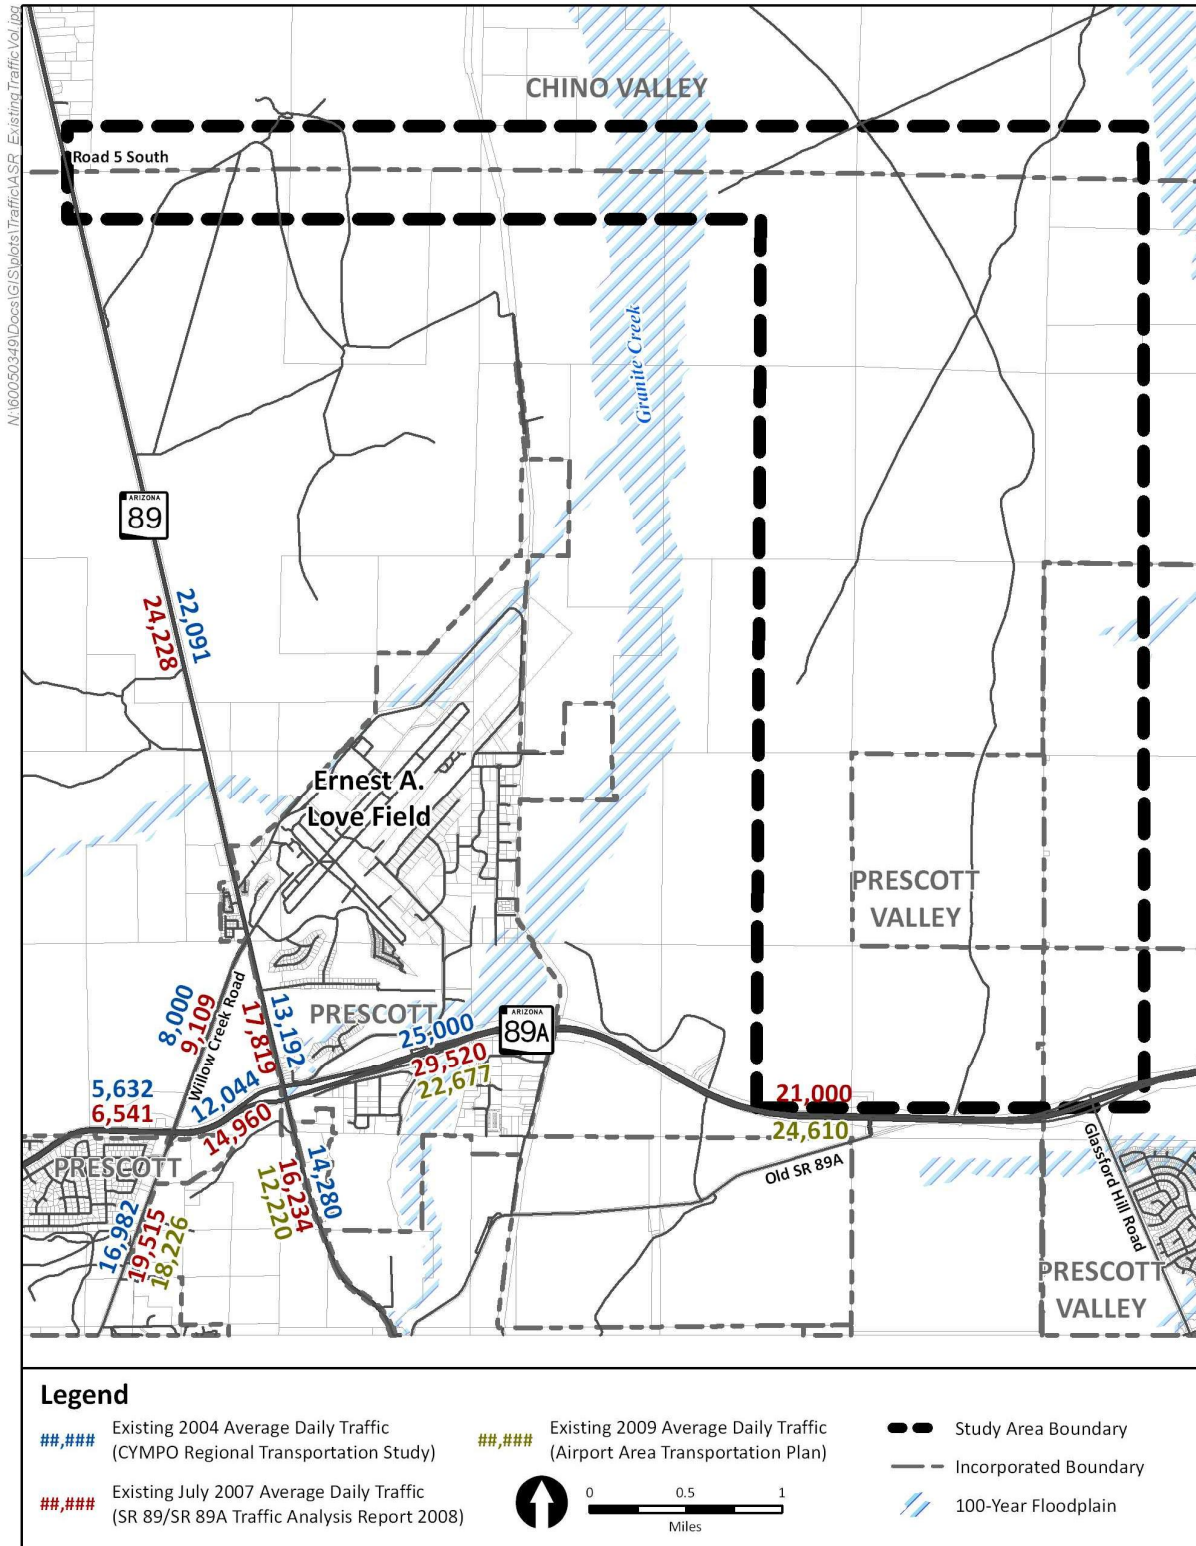 N:\60050349\Docs\GIS\plots\Traffic\ASR_ExistingTrafficVol.jpg
CHINO VALLEY
Road 5 South
Granite Creek
ARIZONA
89
22,091
24,228
Ernest A.
Love Field
PRESCOTT
VALLEY
8,000
9,109
Willow Creek Road
13,192
17,819
PRESCOTT
ARIZONA
89A
25,000
29,520
22,677
5,632
6,541
12,044
14,960
21,000
24,610
Old SR 89A
Glassford Hill Road
PRESCOTT
14,280
16,234
12,220
16,982
19,515
18,226
PRESCOTT
VALLEY
Legend
##,### Existing 2004 Average Daily Traffic
(CYMPO Regional Transportation Study)
##,### Existing July 2007 Average Daily Traffic
(SR 89/SR 89A Traffic Analysis Report 2008)
##,### Existing 2009 Average Daily Traffic
(Airport Area Transportation Plan)
0 0.5 1
Miles
Study Area Boundary
Incorporated Boundary
100-Year Floodplain